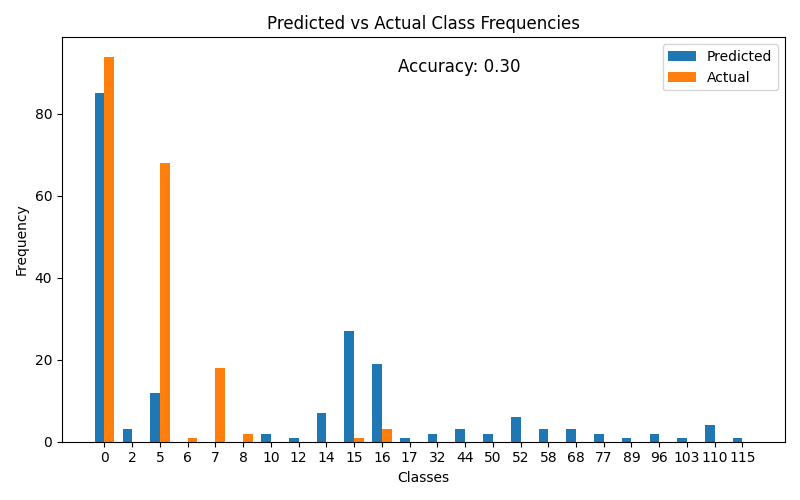 Predicted vs Actual Class Frequencies
Accuracy: 0.30
Predicted
Actual
Frequency
80
60
40
20
0
0 2 5 6 7 8 10 12 14 15 16 17 32 44 50 52 58 68 77 89 96 103 110 115
Classes